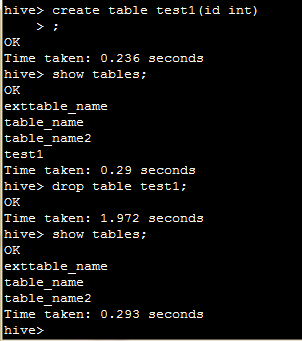 hive> create table test1(id int)
    > ;
OK
Time taken: 0.236 seconds
hive> show tables;
OK
exttable_name
table_name
table_name2
test1
Time taken: 0.29 seconds
hive> drop table test1;
OK
Time taken: 1.972 seconds
hive> show tables;
OK
exttable_name
table_name
table_name2
Time taken: 0.293 seconds
hive>